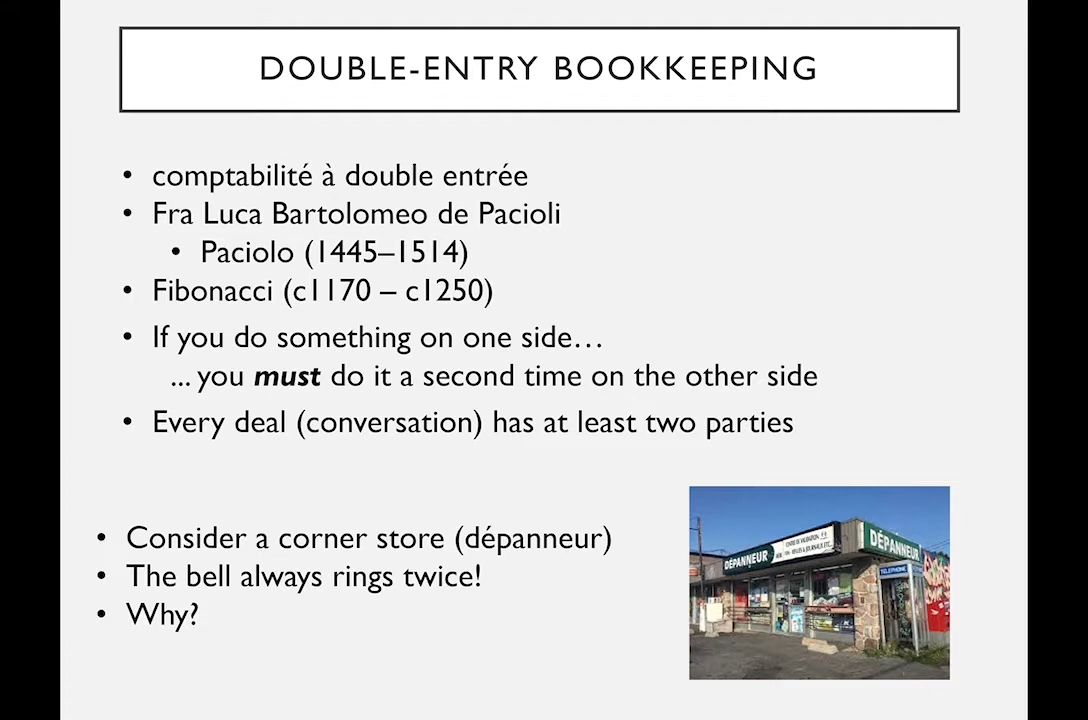 DOUBLE-ENTRY BOOKKEEPING
• comptabilité à double entrée
• Fra Luca Bartolomeo de Pacioli
• Paciolo (1445–1514)
• Fibonacci (c1170 – c1250)
• If you do something on one side…
... you must do it a second time on the other side
• Every deal (conversation) has at least two parties
• Consider a corner store (dépanneur)
• The bell always rings twice!
• Why?
DÉPANNEUR
DÉPANNEUR
TELEPHONE